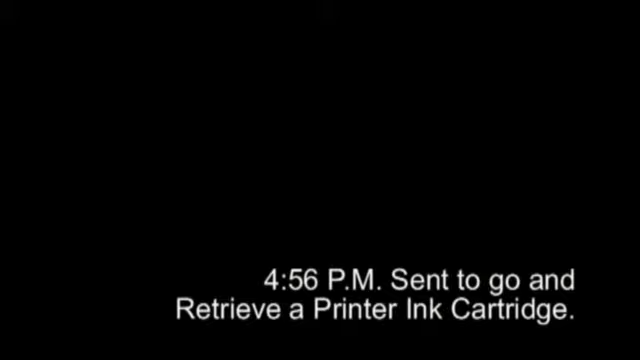 4:56 P.M. Sent to go and
Retrieve a Printer Ink Cartridge.